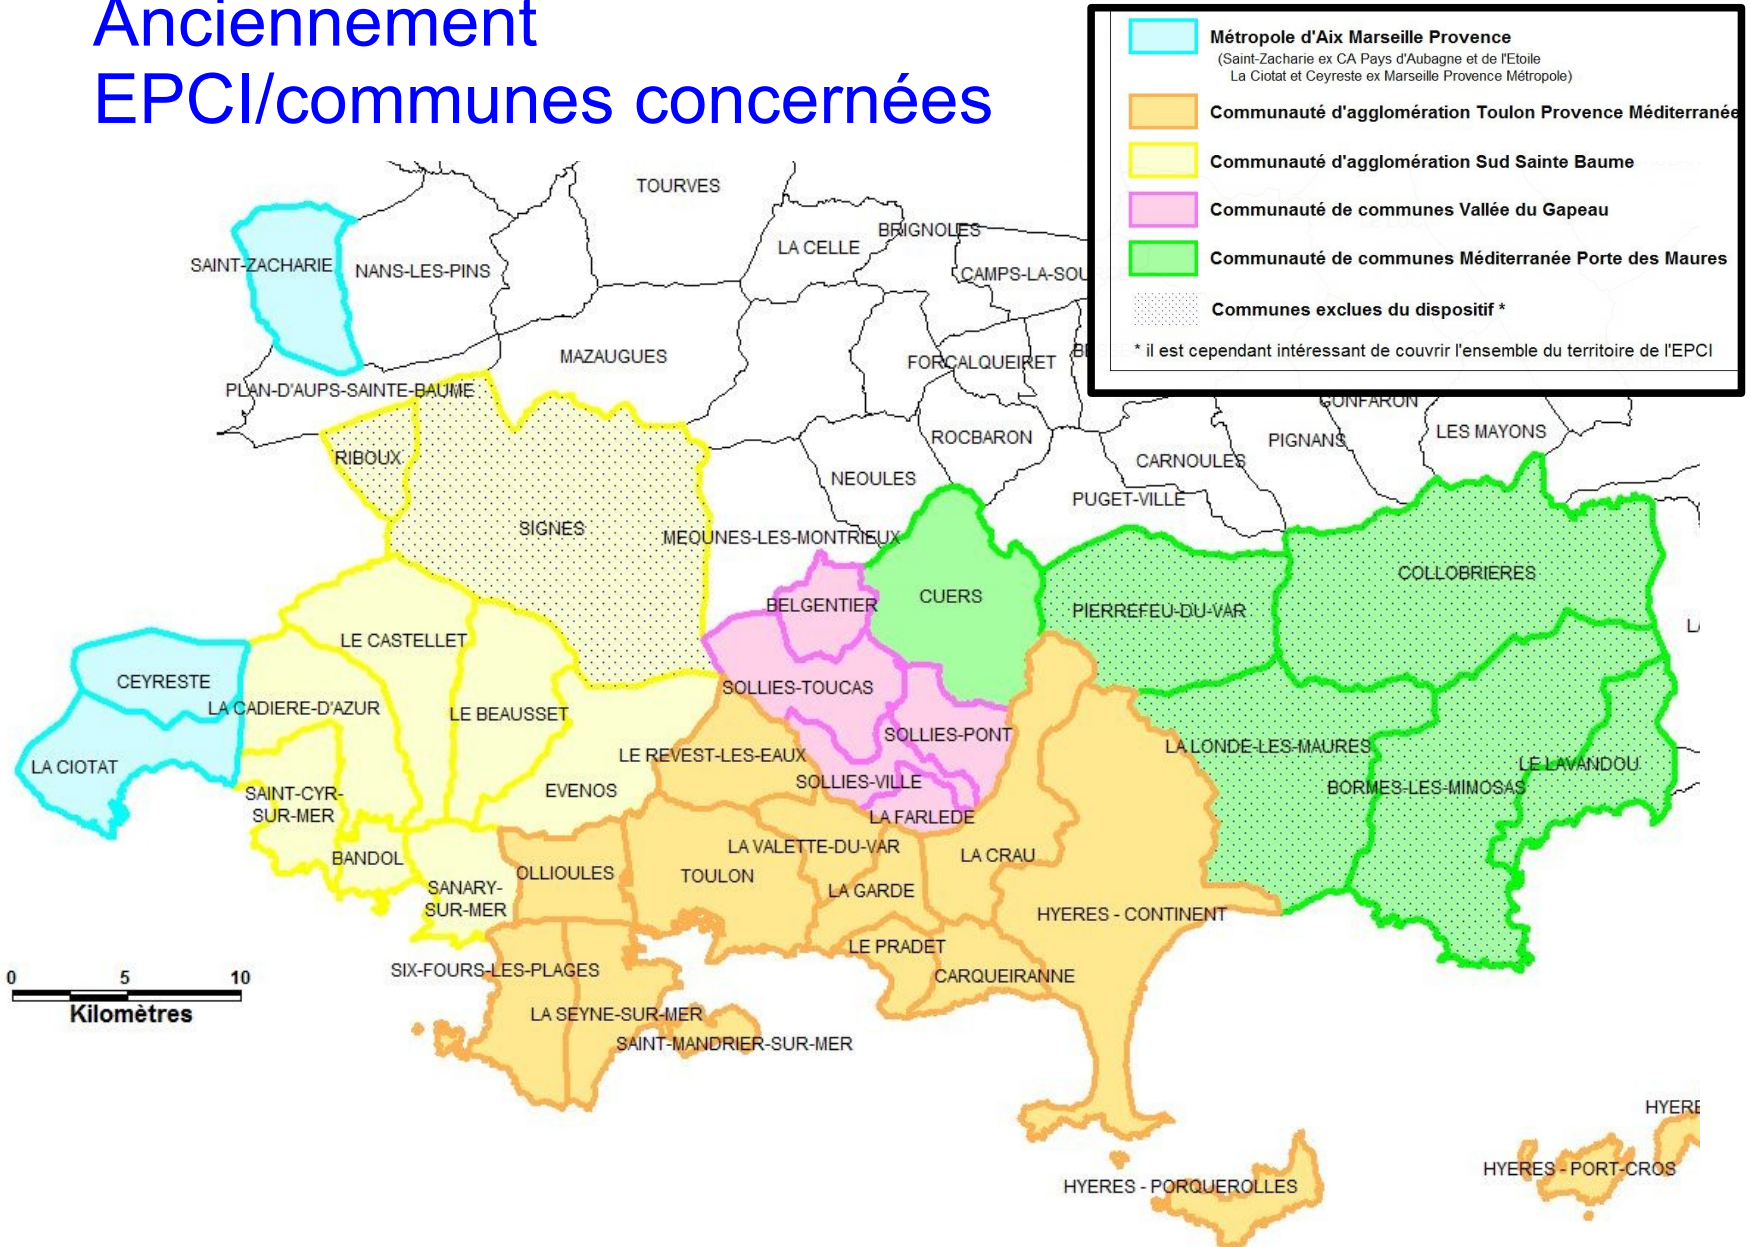 Anciennement
EPCI/communes concernées
Métropole d'Aix Marseille Provence
(Saint-Zacharie ex CA Pays d'Aubagne et de l'Etoile
La Ciotat et Ceyreste ex Marseille Provence Métropole)
Communauté d'agglomération Toulon Provence Méditerranée
Communauté d'agglomération Sud Sainte Baume
Communauté de communes Vallée du Gapeau
Communauté de communes Méditerranée Porte des Maures
Communes exclues du dispositif *
* il est cependant intéressant de couvrir l'ensemble du territoire de l'EPCI
TOURVES
BRIGNOLES
LA CELLE
SAINT-ZACHARIE
NANS-LES-PINS
CAMPS-LA-SOU
MAZAUGUES
FORCALQUEIRET
PLAN-D'AUPS-SAINTE-BAUME
GONFARON
ROCBARON
PIGNANS
LES MAYONS
RIBOUX
CARNOULES
NEOULES
PUGET-VILLE
SIGNES
MEOUNES-LES-MONTRIEUX
COLLOBRIERES
CUERS
BELGENTIER
PIERREFEU-DU-VAR
LE CASTELLET
CEYRESTE
SOLLIES-TOUCAS
LA CADIERE-D'AZUR
LE BEAUSSET
SOLLIES-PONT
LA LONDE-LES-MAURES
LE REVEST-LES-EAUX
LE LAVANDOU
LA CIOTAT
SOLLIES-VILLE
BORMES-LES-MIMOSAS
EVENOS
SAINT-CYR-
SUR-MER
LA FARLEDE
LA VALETTE-DU-VAR
BANDOL
LA CRAU
OLLIOULES
TOULON
SANARY-
SUR-MER
LA GARDE
HYERES - CONTINENT
LE PRADET
SIX-FOURS-LES-PLAGES
CARQUEIRANNE
0 5 10
Kilomètres
LA SEYNE-SUR-MER
SAINT-MANDRIER-SUR-MER
HYERE
HYERES - PORT-CROS
HYERES - PORQUEROLLES